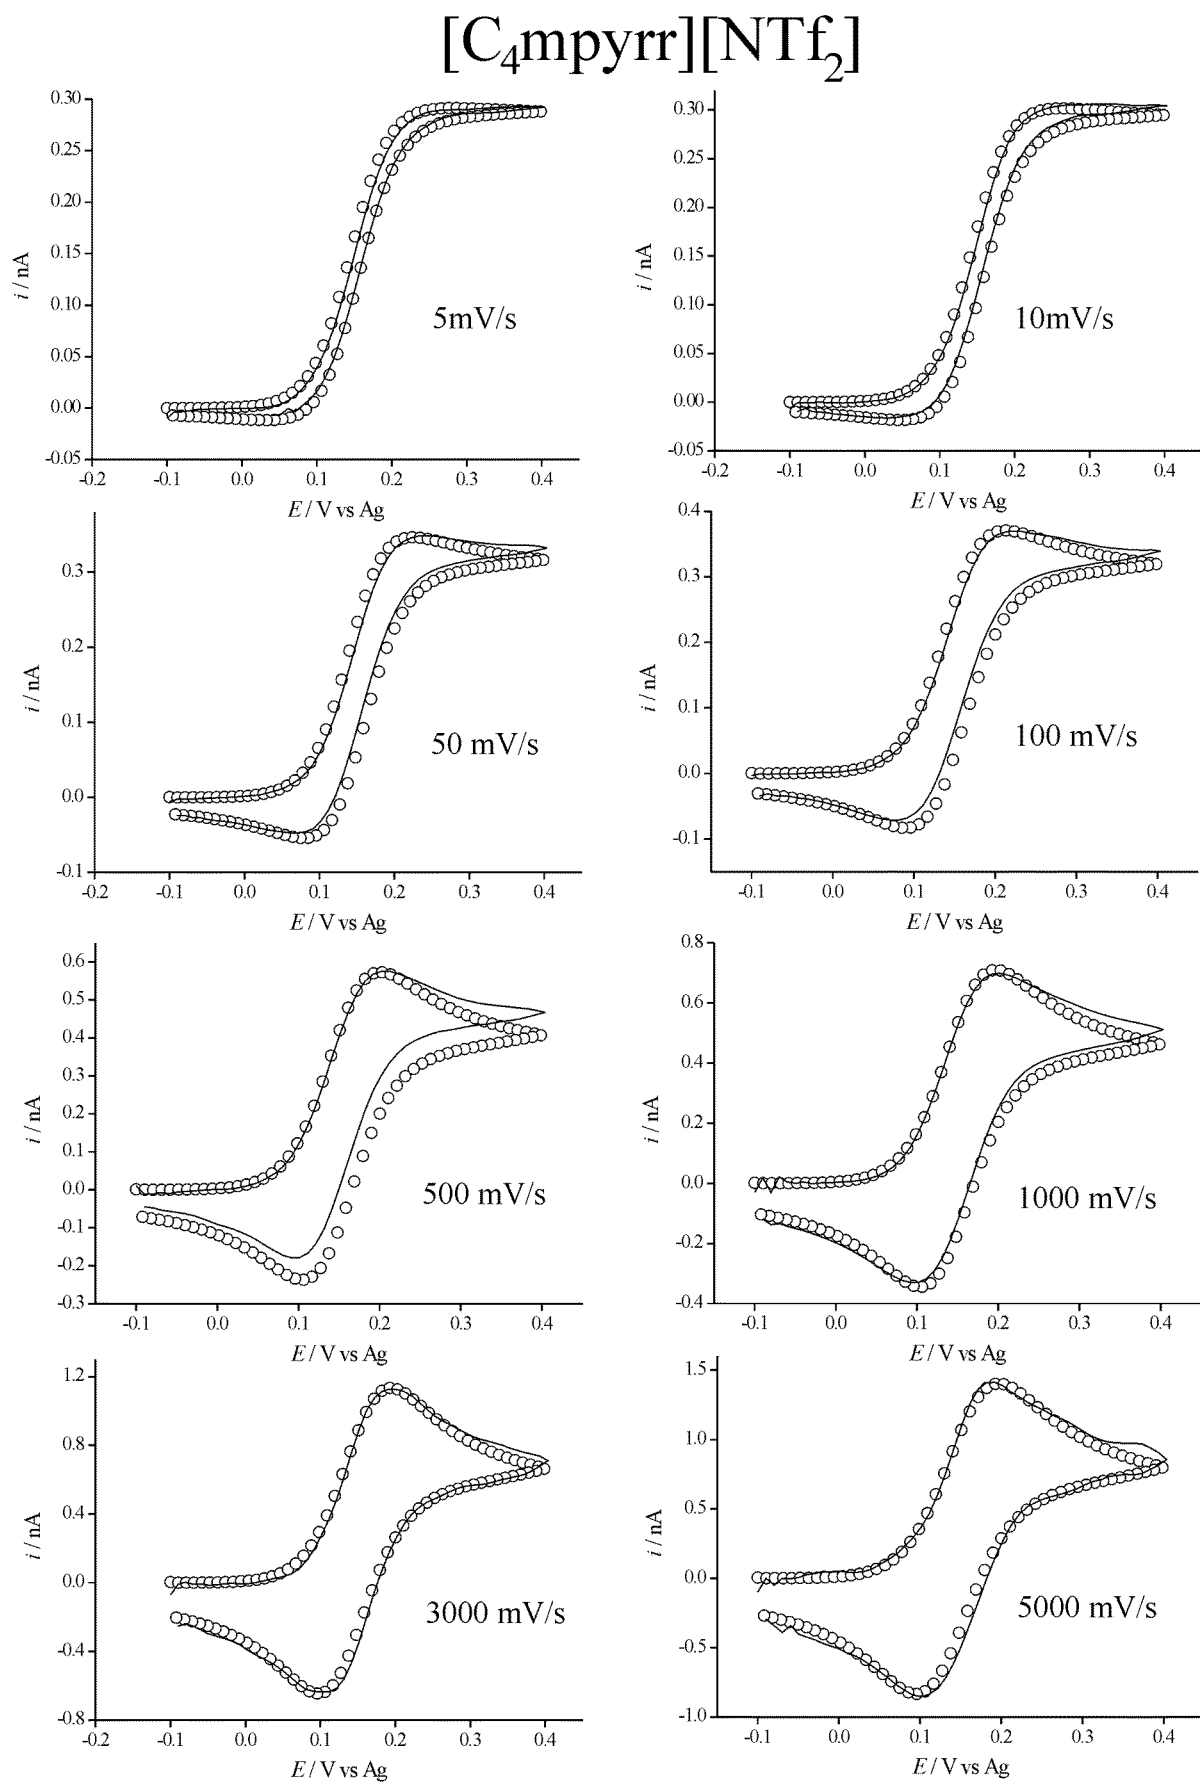 [C4mpyrr][NTf2]
0.30
0.25
0.20
0.15
0.10
0.05
0.00
-0.05
-0.2 -0.1 0.0 0.1 0.2 0.3 0.4
i / nA
E / V vs Ag
5mV/s
0.30
0.25
0.20
0.15
0.10
0.05
0.00
-0.05
-0.2 -0.1 0.0 0.1 0.2 0.3 0.4
i / nA
E / V vs Ag
10mV/s
0.3
0.2
0.1
0.0
-0.1
-0.2 -0.1 0.0 0.1 0.2 0.3 0.4
i / nA
E / V vs Ag
50 mV/s
0.4
0.3
0.2
0.1
0.0
-0.1
-0.1 0.0 0.1 0.2 0.3 0.4
i / nA
E / V vs Ag
100 mV/s
0.6
0.5
0.4
0.3
0.2
0.1
0.0
-0.1
-0.2
-0.3
-0.1 0.0 0.1 0.2 0.3 0.4
i / nA
E / V vs Ag
500 mV/s
0.8
0.6
0.4
0.2
0.0
-0.2
-0.4
-0.1 0.0 0.1 0.2 0.3 0.4
i / nA
E / V vs Ag
1000 mV/s
1.2
0.8
0.4
0.0
-0.4
-0.8
-0.2 -0.1 0.0 0.1 0.2 0.3 0.4
i / nA
E / V vs Ag
3000 mV/s
1.5
1.0
0.5
0.0
-0.5
-1.0
-0.1 0.0 0.1 0.2 0.3 0.4
i / nA
E / V vs Ag
5000 mV/s